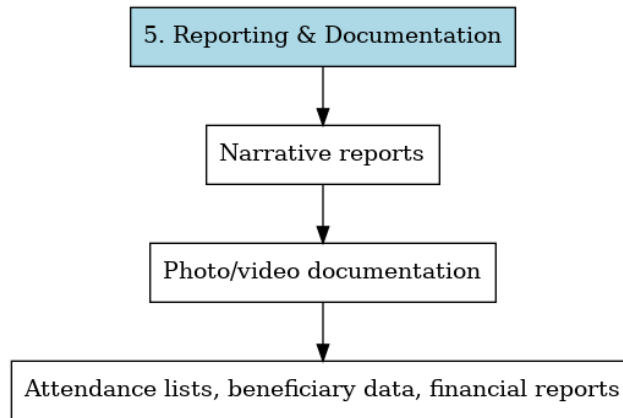 5. Reporting & Documentation
Narrative reports
Photo/video documentation
Attendance lists, beneficiary data, financial reports